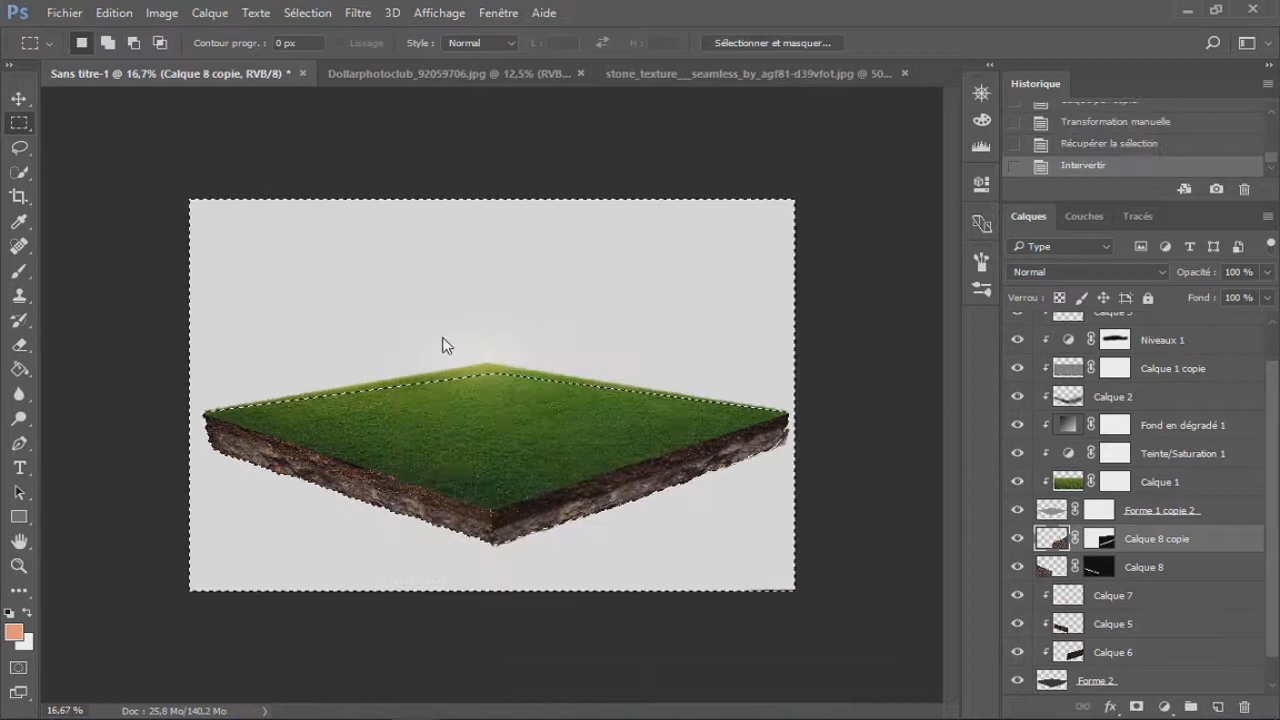 Ps Fichier Edition Image Calque Texte Sélection Filtre 3D Affichage Fenêtre Aide
Contour progr. : 0 px Lissage Style : Normal L : H : Sélectionner et masquer...
Sans titre-1 @ 16,7% (Calque 8 copie, RVB/8) * Dollarphotoclub_92059706.jpg @ 12,5% (RVB... stone_texture___seamless_by_agf81-d39vfot.jpg @ 50...
Historique
Transformation manuelle
Récupérer la sélection
Intervertir
Calques Couches Tracés
Type
Normal Opacité : 100 %
Verrou : Fond : 100 %
Niveaux 1
Calque 1 copie
Calque 2
Fond en dégradé 1
Teinte/Saturation 1
Calque 1
Forme 1 copie 2
Calque 8 copie
Calque 8
Calque 7
Calque 5
Calque 6
Forme 2
16,67 % Doc : 25,8 Mo/140,2 Mo